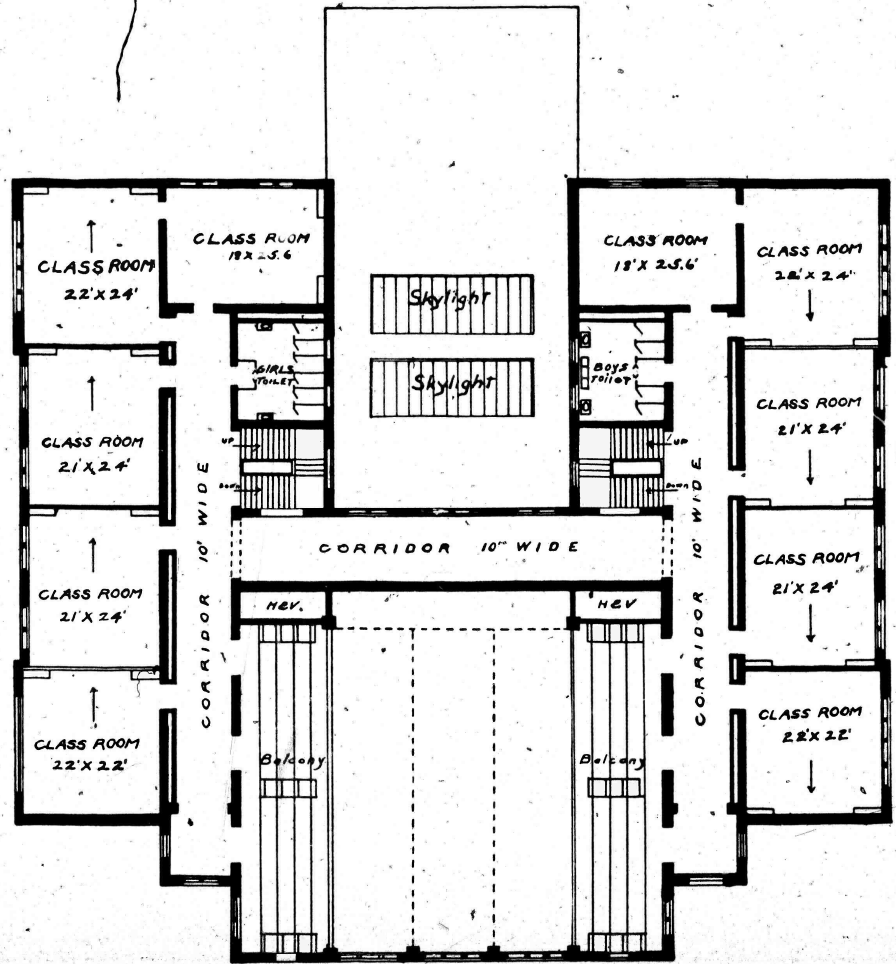 CLASS ROOM
18 X 25.6
CLASS ROOM
18' X 25.6'
CLASS ROOM
22' X 24'
CLASS ROOM
22' X 24'
Skylight
Skylight
GIRLS
TOILET
BOYS
TOILET
CLASS ROOM
21' X 24'
CLASS ROOM
21' X 24'
UP
UP
DOWN
DOWN
CORRIDOR 10' WIDE
CORRIDOR 10' WIDE
CORRIDOR 10' WIDE
CLASS ROOM
21' X 24'
CLASS ROOM
21' X 24'
HEV.
HEV
CLASS ROOM
22' X 22'
CLASS ROOM
22' X 22'
Balcony
Balcony